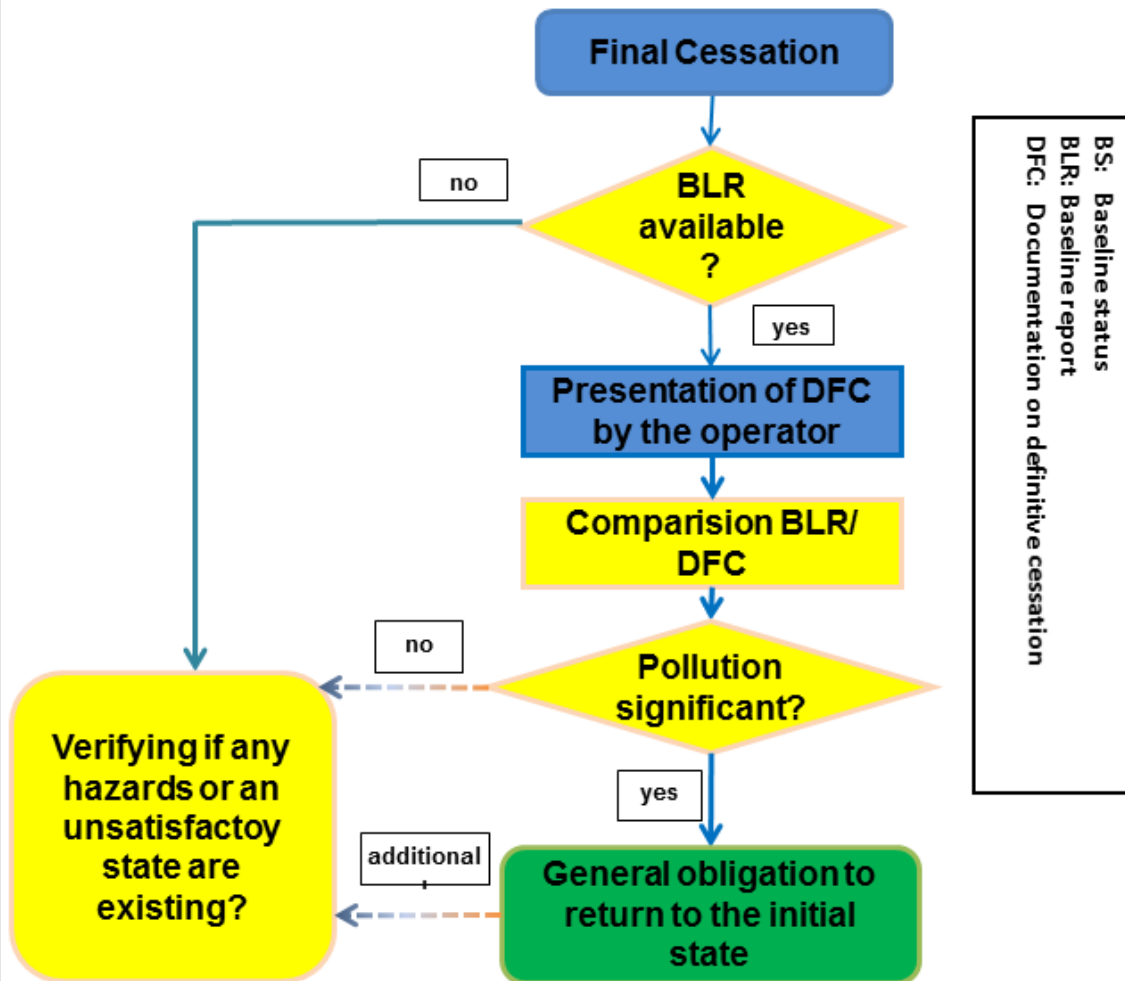 Final Cessation
no
BLR
available
?
yes
Presentation of DFC
by the operator
Comparision BLR/
DFC
no
Pollution
significant?
yes
Verifying if any
hazards or an
unsatisfactoy
state are
existing?
additional
General obligation to
return to the initial
state
BS: Baseline status
BLR: Baseline report
DFC: Documentation on definitive cessation